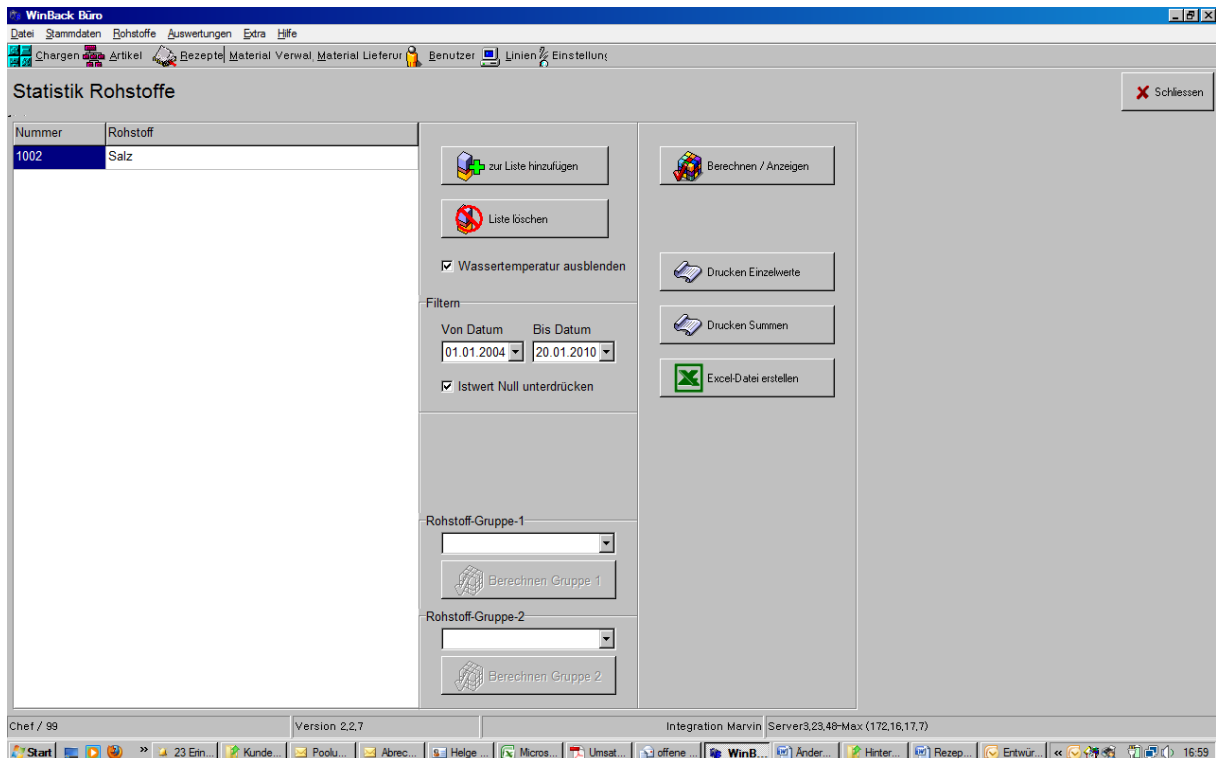 WinBack Büro
Datei Stammdaten Rohstoffe Auswertungen Extra Hilfe
Chargen Artikel Rezepte Material Verwal, Material Lieferur Benutzer Linien Einstellung
Statistik Rohstoffe
Schliessen
Nummer Rohstoff
1002 Salz
zur Liste hinzufügen
Berechnen / Anzeigen
Liste löschen
Wassertemperatur ausblenden
Drucken Einzelwerte
Filtern
Von Datum Bis Datum
Drucken Summen
01.01.2004 20.01.2010
Excel-Datei erstellen
Istwert Null unterdrücken
Rohstoff-Gruppe-1
Berechnen Gruppe 1
Rohstoff-Gruppe-2
Berechnen Gruppe 2
Chef / 99 Version 2.2.7 Integration Marvin Server3.23.48-Max (172.16.17.7)
Start » 23 Erin... Kunde... Poolu... Abrec... Helge ... Micros... Umsat... offene ... WinB... Änder... Hinter... Rezep... Entwür... « 16:59